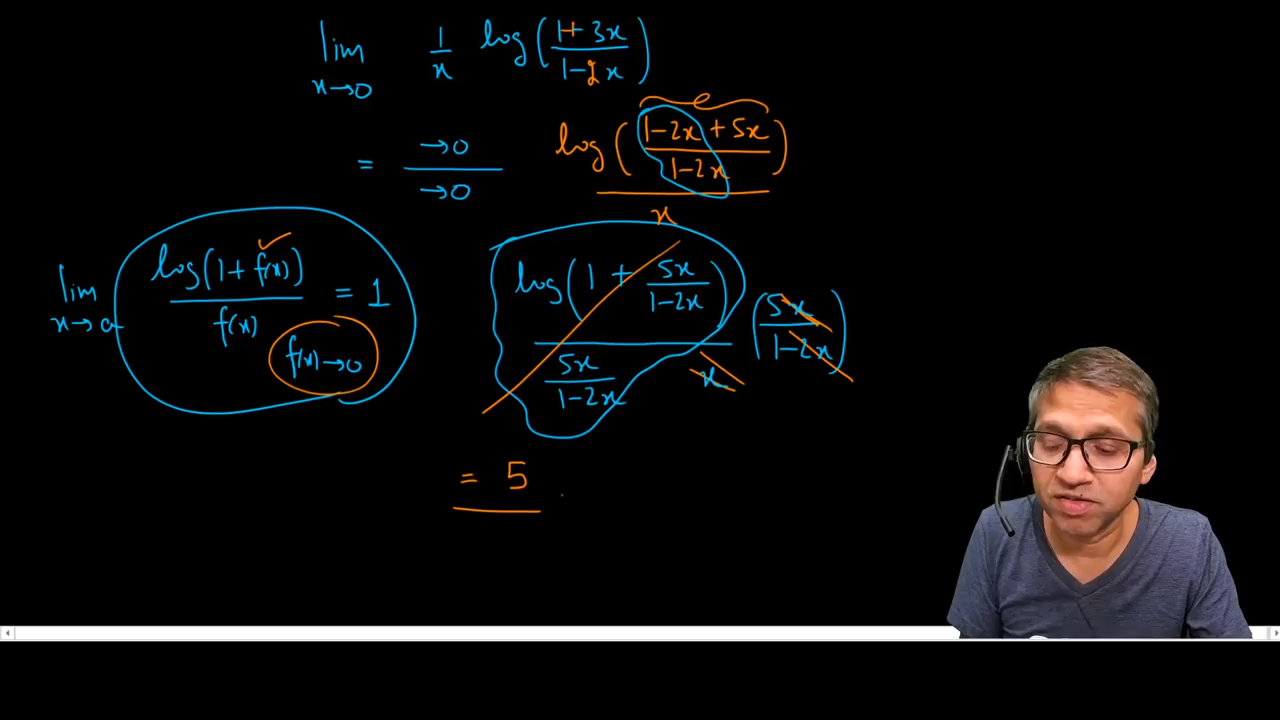 lim x→0 1/x log(1+3x/1-2x)
= →0/→0 log(1-2x+5x/1-2x)/x
lim x→a log(1+f(x))/f(x) = 1 f(x)→0
log(1+5x/1-2x)/(5x/1-2x) x (5x/1-2x)
= 5